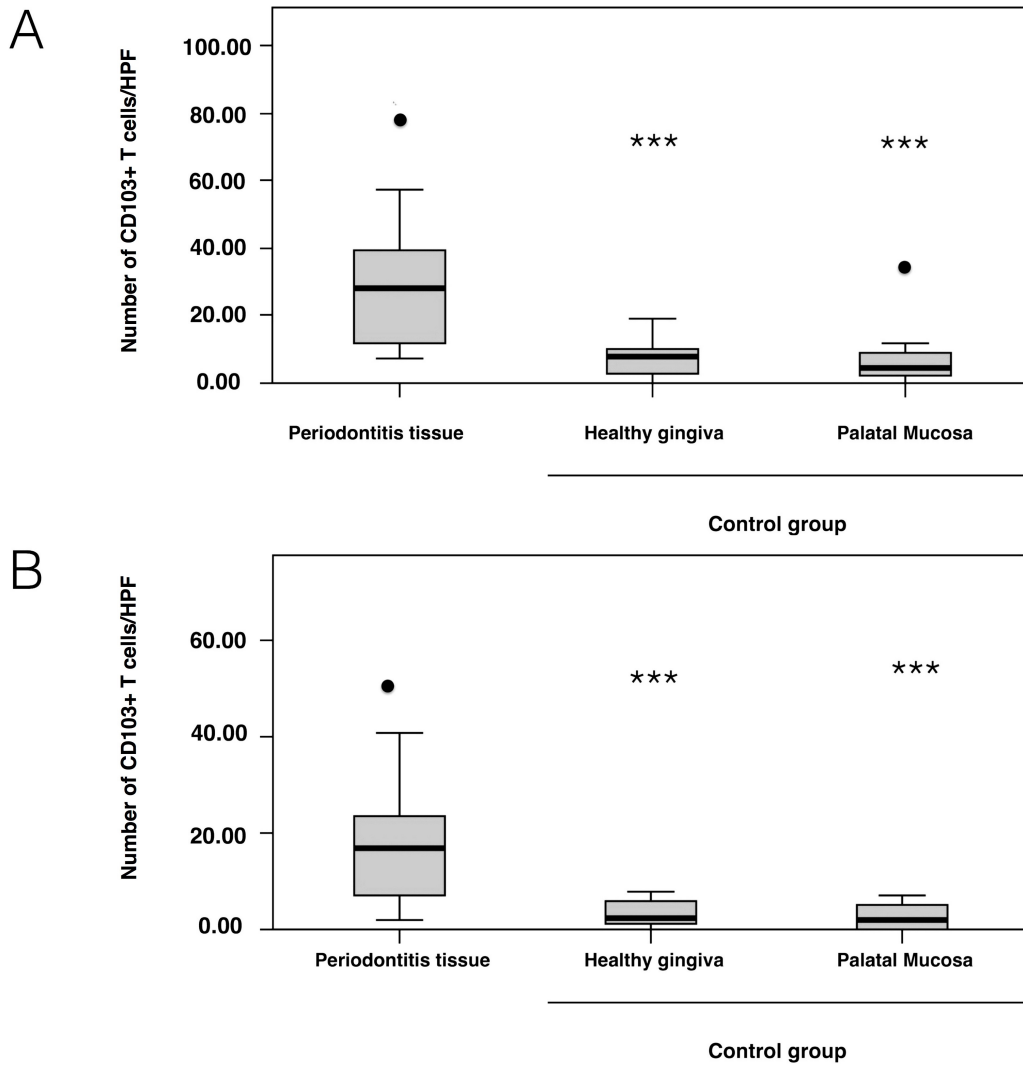 A
Number of CD103+ T cells/HPF
100.00
80.00
60.00
40.00
20.00
0.00
***
***
Periodontitis tissue
Healthy gingiva
Palatal Mucosa
Control group
B
Number of CD103+ T cells/HPF
60.00
40.00
20.00
0.00
***
***
Periodontitis tissue
Healthy gingiva
Palatal Mucosa
Control group